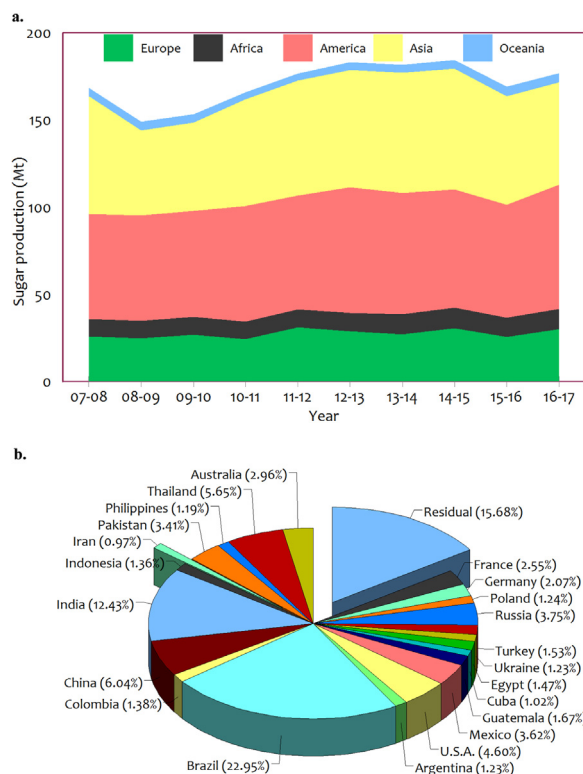 a.
200
Europe Africa America Asia Oceania
150
100
50
0
Sugar production (Mt)
07-08 08-09 09-10 10-11 11-12 12-13 13-14 14-15 15-16 16-17
Year
b.
Australia (2.96%)
Thailand (5.65%)
Philippines (1.19%)
Pakistan (3.41%)
Iran (0.97%)
Indonesia (1.36%)
India (12.43%)
China (6.04%)
Colombia (1.38%)
Brazil (22.95%)
Residual (15.68%)
France (2.55%)
Germany (2.07%)
Poland (1.24%)
Russia (3.75%)
Turkey (1.53%)
Ukraine (1.23%)
Egypt (1.47%)
Cuba (1.02%)
Guatemala (1.67%)
Mexico (3.62%)
U.S.A. (4.60%)
Argentina (1.23%)